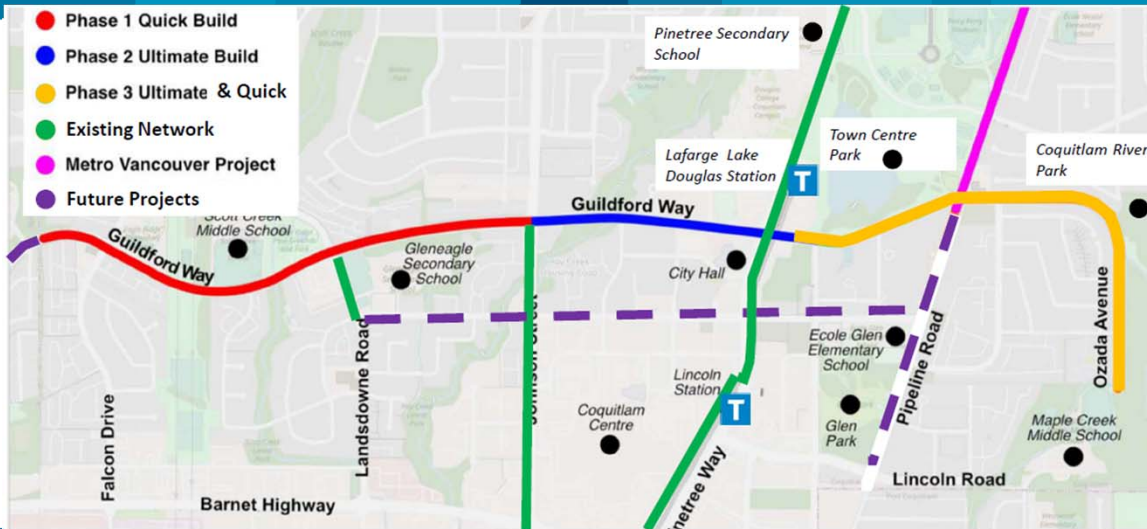 Phase 1 Quick Build
Phase 2 Ultimate Build
Phase 3 Ultimate & Quick
Existing Network
Metro Vancouver Project
Future Projects
Pinetree Secondary
School
Town Centre
Park
Coquitlam River
Park
Lafarge Lake
Douglas Station
T
Guildford Way
Scott Creek
Middle School
Guildford Way
Gleneagle
Secondary
School
City Hall
Johnson Street
Landsdowne Road
Falcon Drive
Barnet Highway
Coquitlam
Centre
Lincoln
Station
T
Ecole Glen
Elementary
School
Glen
Park
Pipeline Road
Ozada Avenue
Maple Creek
Middle School
Lincoln Road
netree Way
Douglas
College